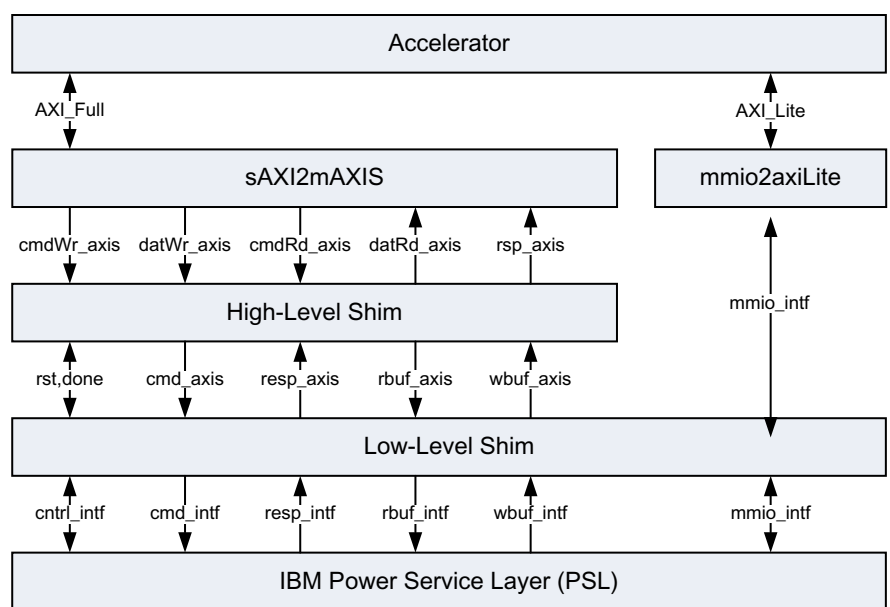 Accelerator
AXI_Full AXI_Lite
sAXI2mAXIS mmio2axiLite
cmdWr_axis datWr_axis cmdRd_axis datRd_axis rsp_axis
High-Level Shim
mmio_intf
rst,done cmd_axis resp_axis rbuf_axis wbuf_axis
Low-Level Shim
cntrl_intf cmd_intf resp_intf rbuf_intf wbuf_intf mmio_intf
IBM Power Service Layer (PSL)